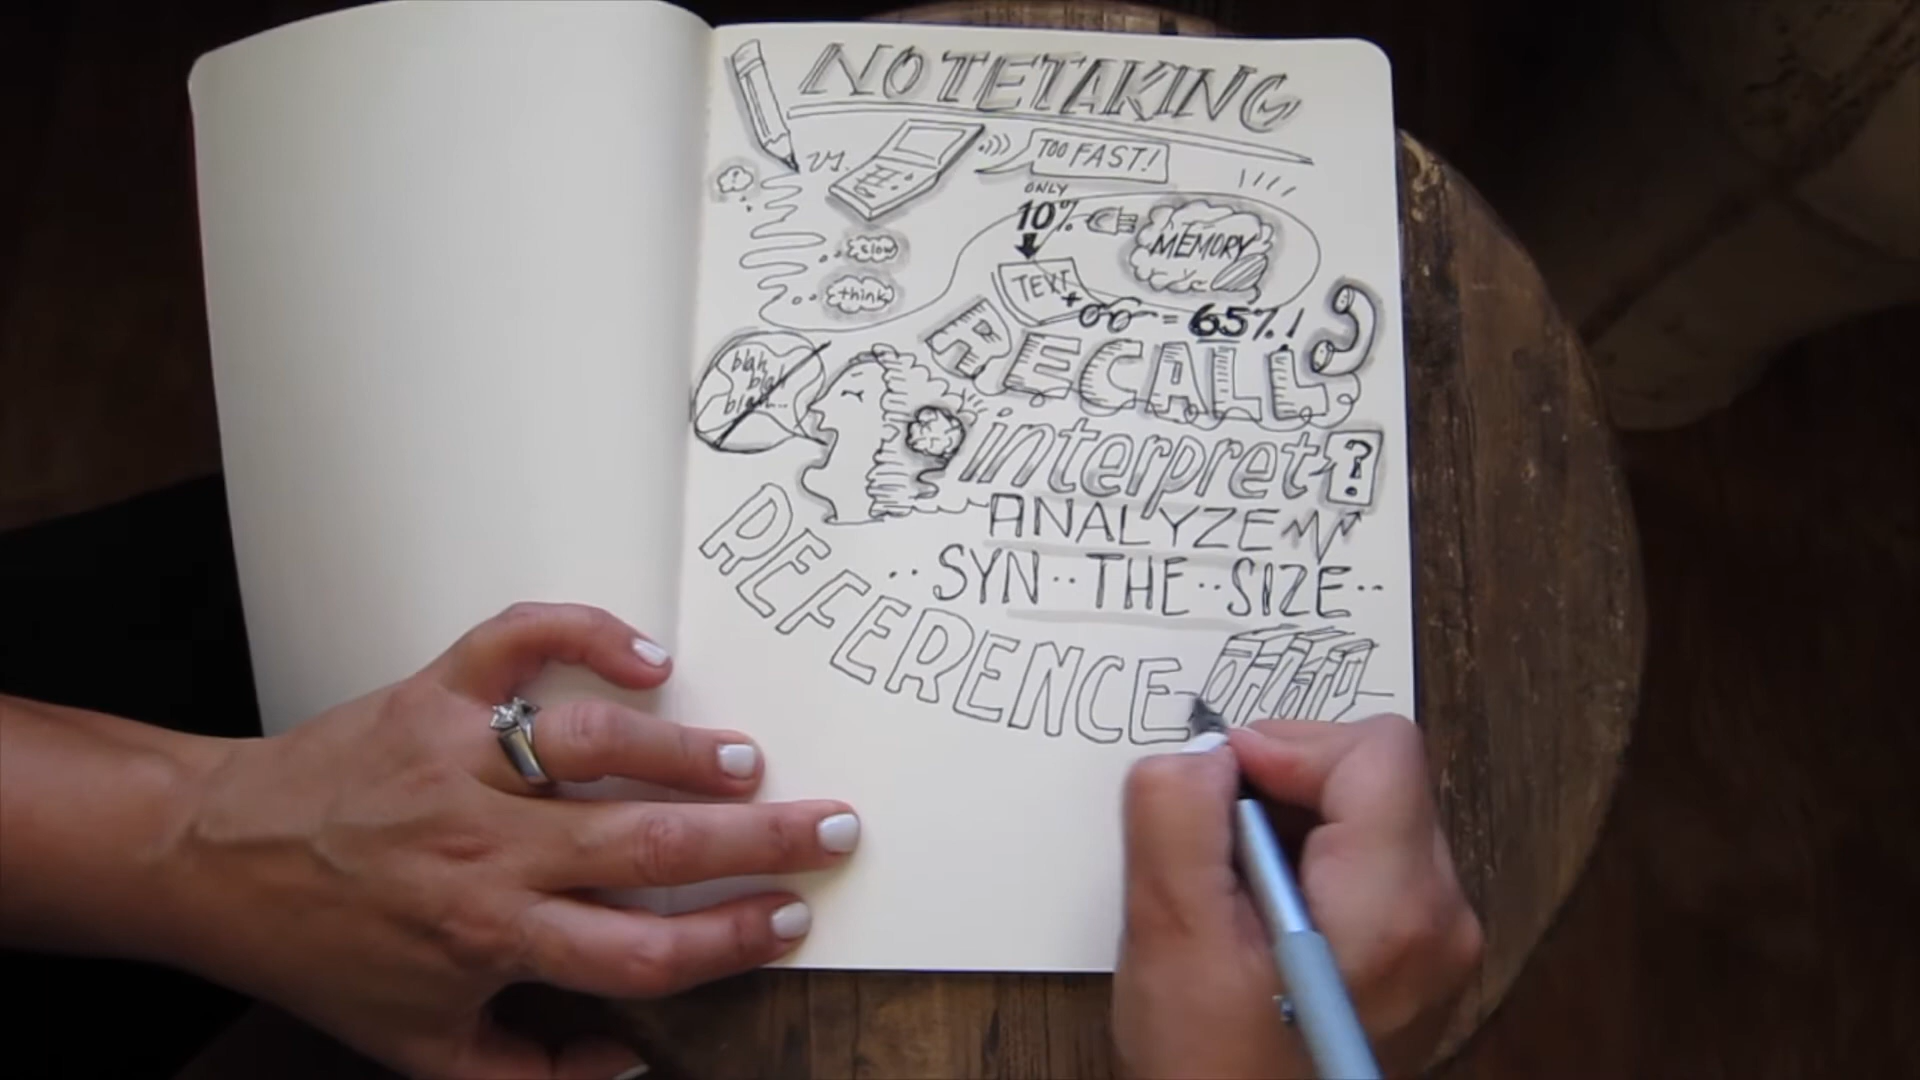 NOTETAKING
vs.
TOO FAST!
ONLY
10%
MEMORY
slow
think
TEXT
+ = 65%!
RECALL
blah
blah
blah...
interpret ?
ANALYZE
..SYN..THE..SIZE..
REFERENCE